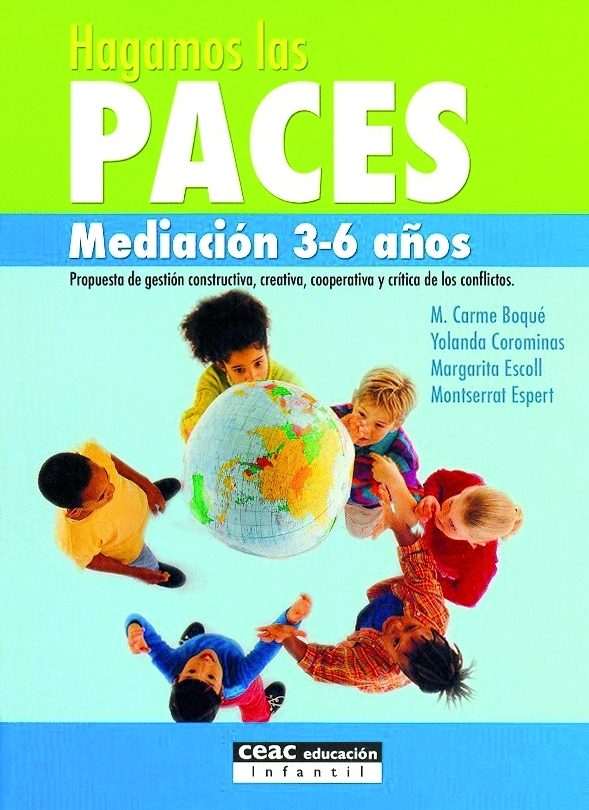 Hagamos las
PACES
Mediación 3-6 años
Propuesta de gestión constructiva, creativa, cooperativa y crítica de los conflictos.
M. Carme Boqué
Yolanda Corominas
Margarita Escoll
Montserrat Espert
ceac educación
Infantil